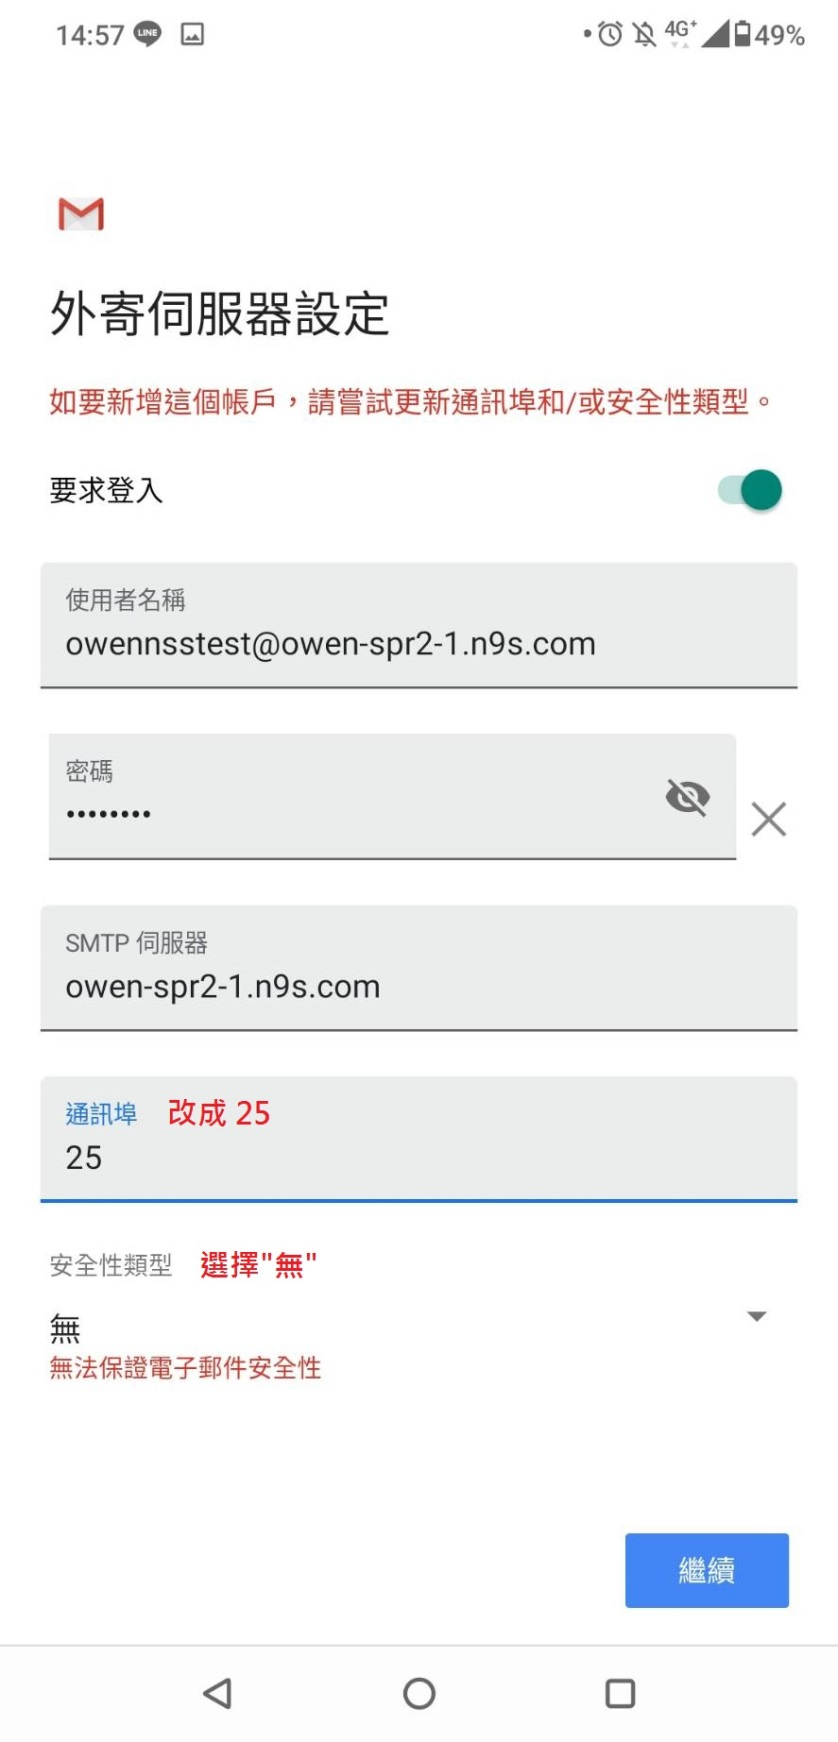 14:57 LINE 4G+ 49%
外寄伺服器設定
如要新增這個帳戶，請嘗試更新通訊埠和/或安全性類型。
要求登入
使用者名稱
owennsstest@owen-spr2-1.n9s.com
密碼
••••••••
SMTP 伺服器
owen-spr2-1.n9s.com
通訊埠 改成 25
25
安全性類型 選擇"無"
無
無法保證電子郵件安全性
繼續